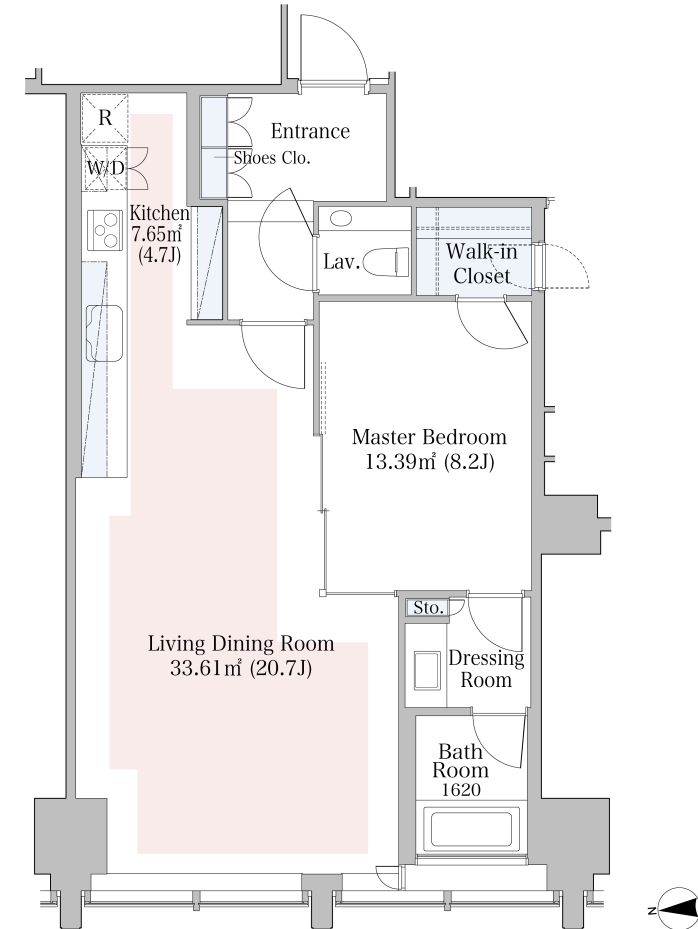 R
Entrance
Shoes Clo.
W/D
Kitchen
7.65㎡
(4.7J)
Lav.
Walk-in
Closet
Master Bedroom
13.39㎡ (8.2J)
Sto.
Living Dining Room
33.61㎡ (20.7J)
Dressing
Room
Bath
Room
1620
N